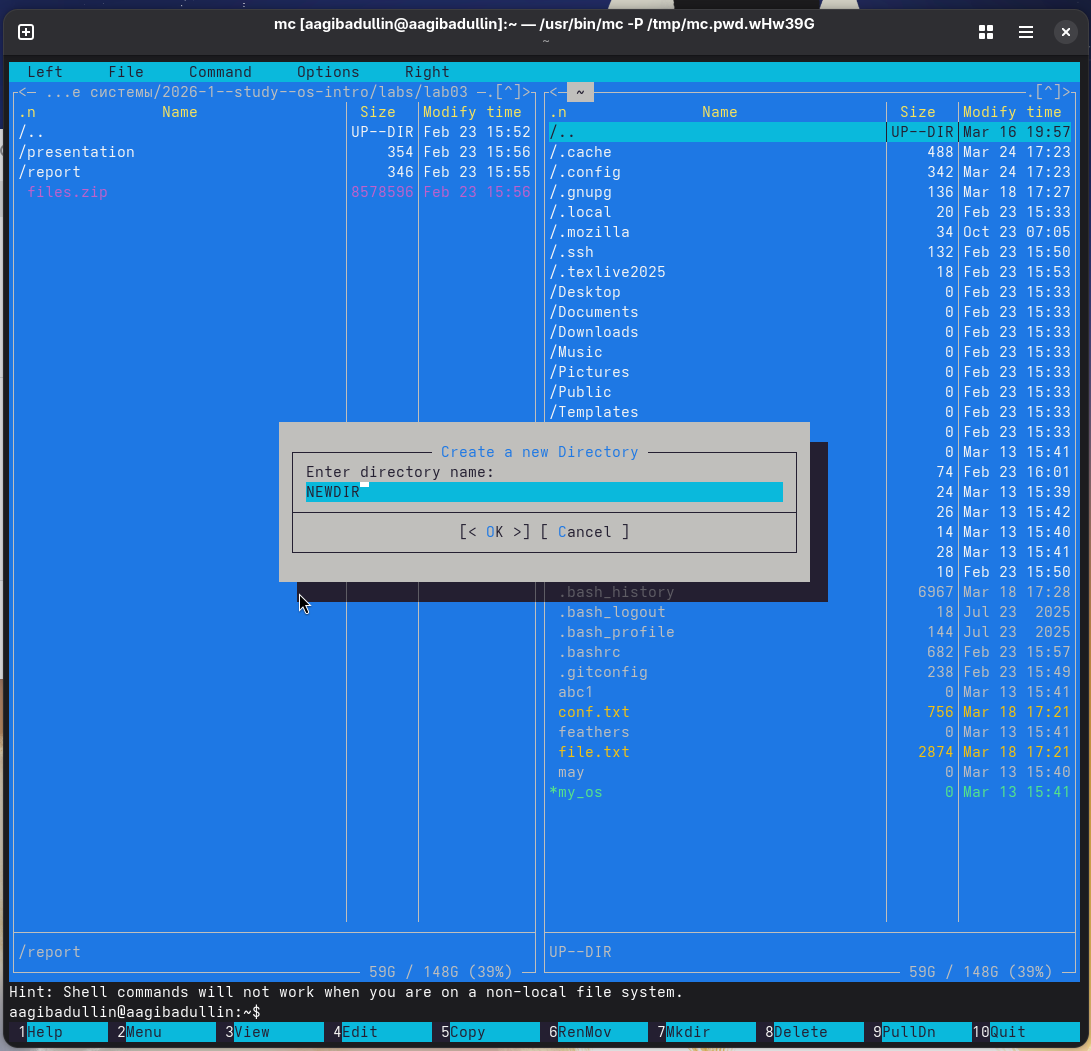 mc [aagibadullin@aagibadullin]:~ — /usr/bin/mc -P /tmp/mc.pwd.wHw39G
~
Left File Command Options Right
<— ...е системы/2026-1--study--os-intro/labs/lab03 —.[^]>
.n Name Size Modify time
/.. UP--DIR Feb 23 15:52
/presentation 354 Feb 23 15:56
/report 346 Feb 23 15:55
files.zip 8578596 Feb 23 15:56
/report
59G / 148G (39%)
<— ~ —.[^]>
.n Name Size Modify time
/.. UP--DIR Mar 16 19:57
/.cache 488 Mar 24 17:23
/.config 342 Mar 24 17:23
/.gnupg 136 Mar 18 17:27
/.local 20 Feb 23 15:33
/.mozilla 34 Oct 23 07:05
/.ssh 132 Feb 23 15:50
/.texlive2025 18 Feb 23 15:53
/Desktop 0 Feb 23 15:33
/Documents 0 Feb 23 15:33
/Downloads 0 Feb 23 15:33
/Music 0 Feb 23 15:33
/Pictures 0 Feb 23 15:33
/Public 0 Feb 23 15:33
/Templates 0 Feb 23 15:33
0 Feb 23 15:33
0 Mar 13 15:41
74 Feb 23 16:01
24 Mar 13 15:39
26 Mar 13 15:42
14 Mar 13 15:40
28 Mar 13 15:41
10 Feb 23 15:50
.bash_history 6967 Mar 18 17:28
.bash_logout 18 Jul 23 2025
.bash_profile 144 Jul 23 2025
.bashrc 682 Feb 23 15:57
.gitconfig 238 Feb 23 15:49
abc1 0 Mar 13 15:41
conf.txt 756 Mar 18 17:21
feathers 0 Mar 13 15:41
file.txt 2874 Mar 18 17:21
may 0 Mar 13 15:40
*my_os 0 Mar 13 15:41
UP--DIR
59G / 148G (39%)
Create a new Directory
Enter directory name:
NEWDIR
[< OK >] [ Cancel ]
Hint: Shell commands will not work when you are on a non-local file system.
aagibadullin@aagibadullin:~$
1Help 2Menu 3View 4Edit 5Copy 6RenMov 7Mkdir 8Delete 9PullDn 10Quit